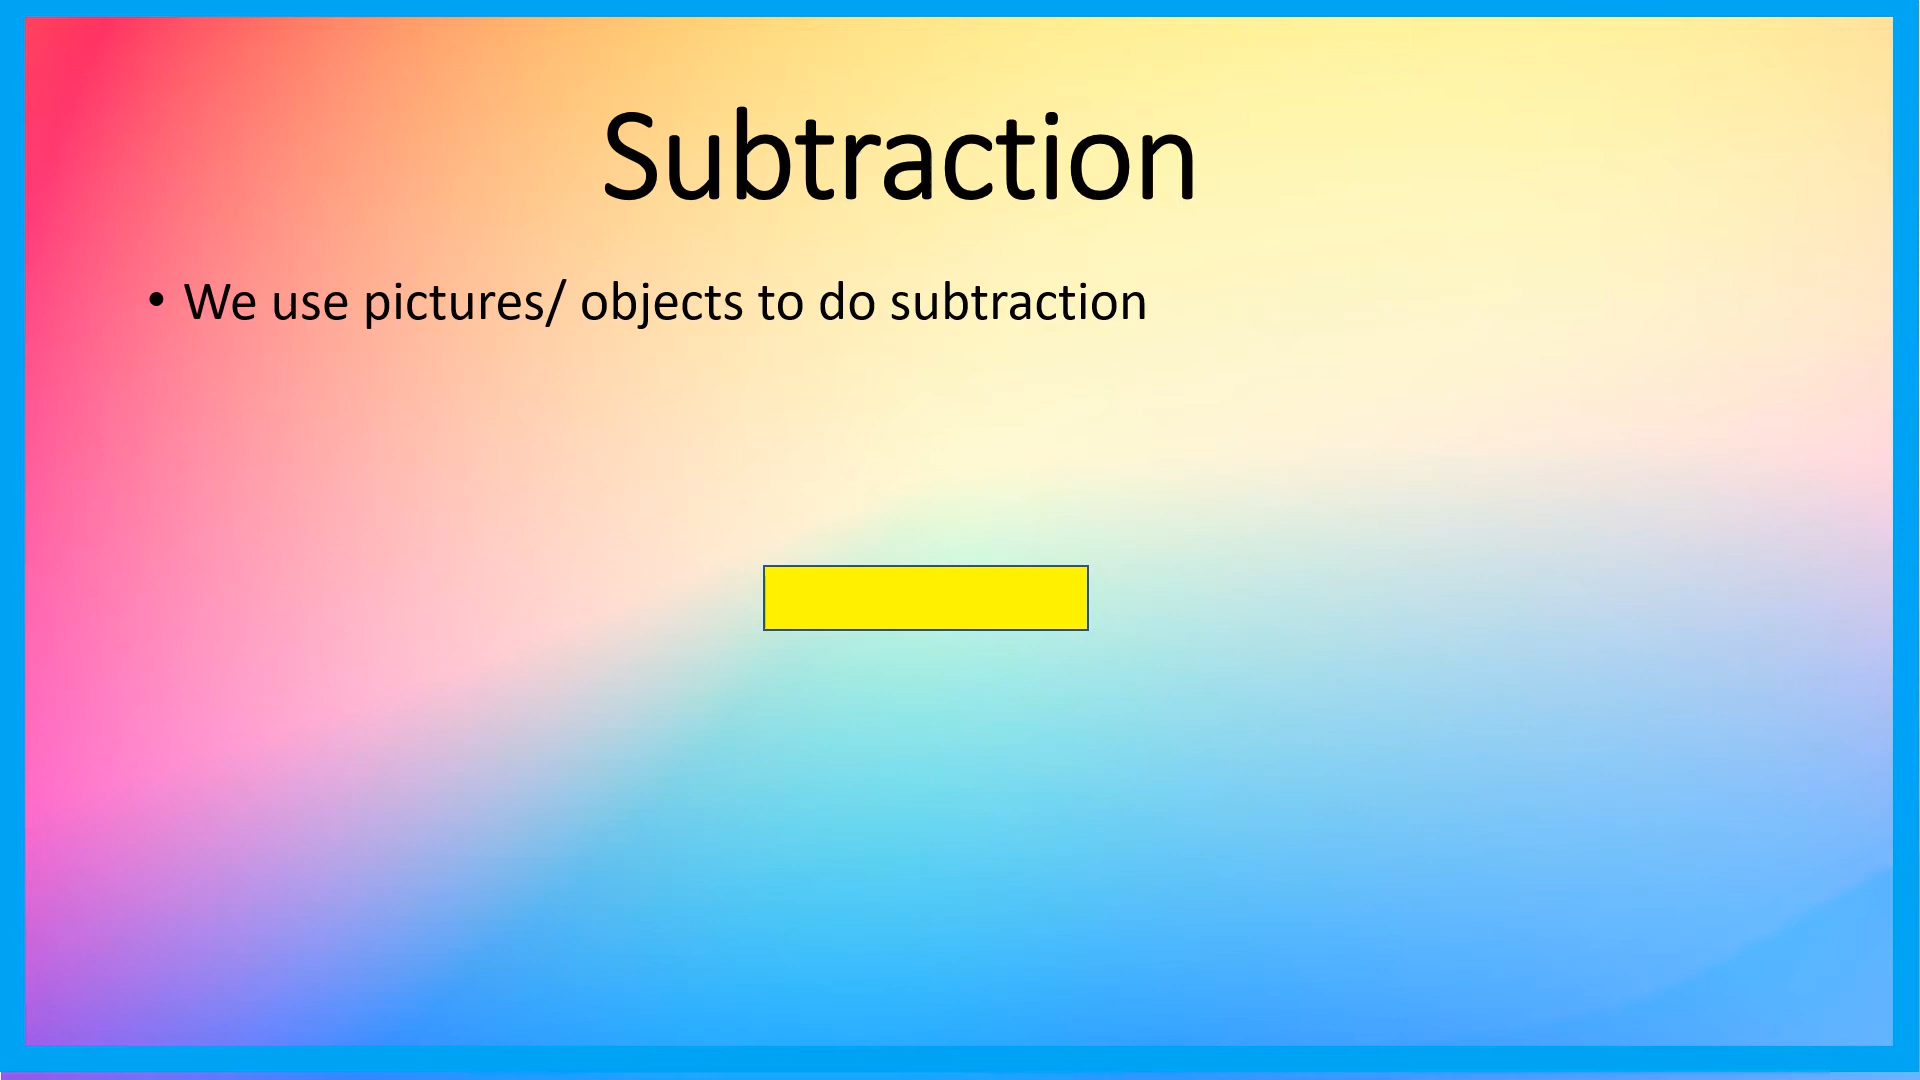 Subtraction
• We use pictures/ objects to do subtraction